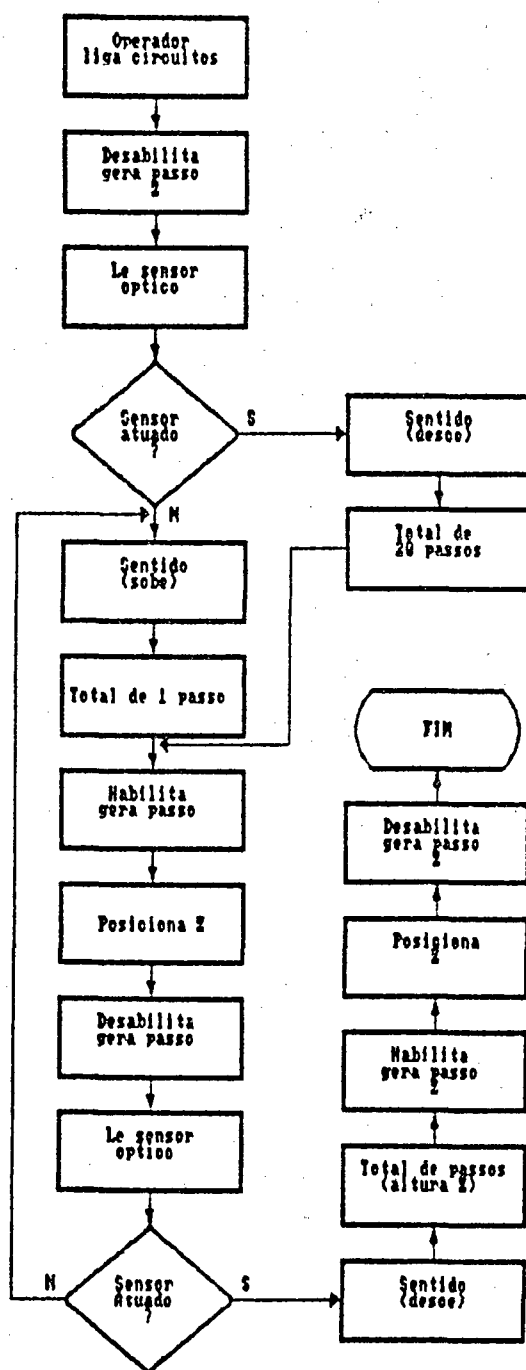 Operador
liga circuitos
Desabilita
gera passo
Z
Le sensor
optico
Sensor
atuado
?
S
N
Sentido
(desce)
Total de
20 passos
Sentido
(sobe)
Total de 1 passo
Habilita
gera passo
Posiciona Z
Desabilita
gera passo
Le sensor
optico
Sensor
Atuado
?
N
S
Sentido
(desce)
Total de passos
(altura Z)
Habilita
gera passo
Z
Posiciona
Z
Desabilita
gera passo
Z
FIM